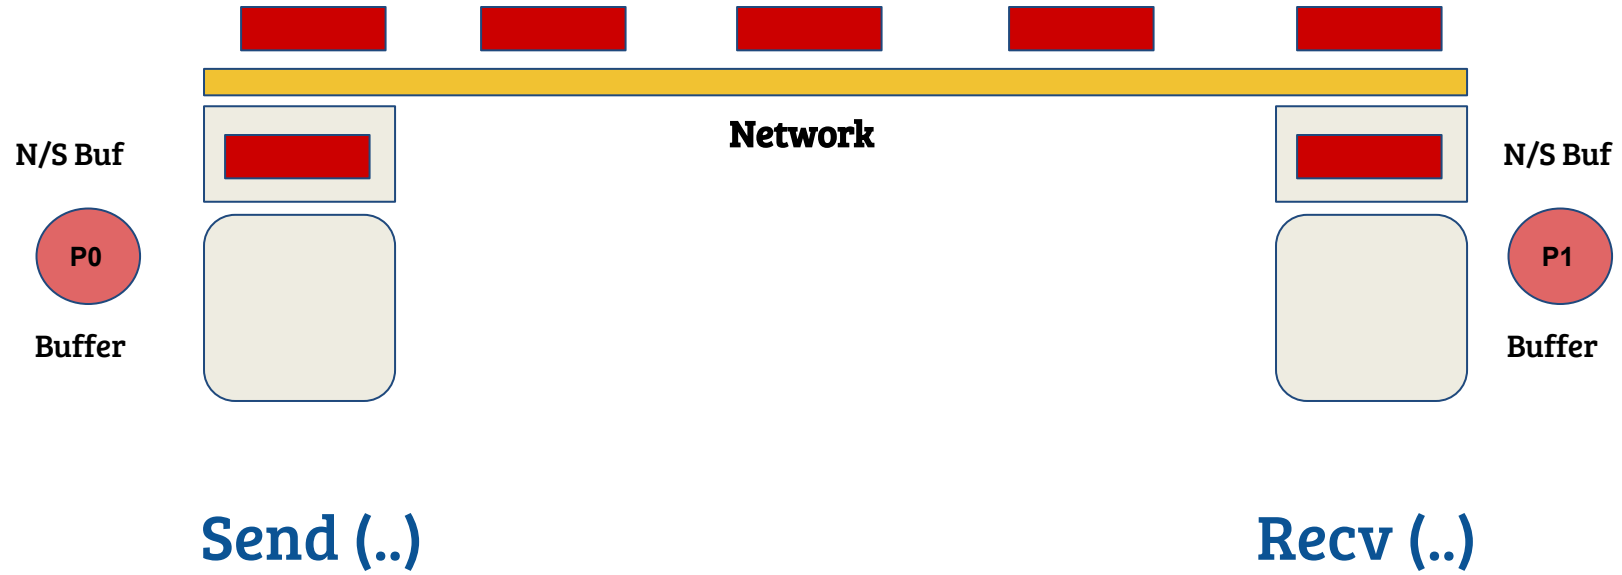 Network
N/S Buf
N/S Buf
P0
P1
Buffer
Buffer
Send (..)
Recv (..)